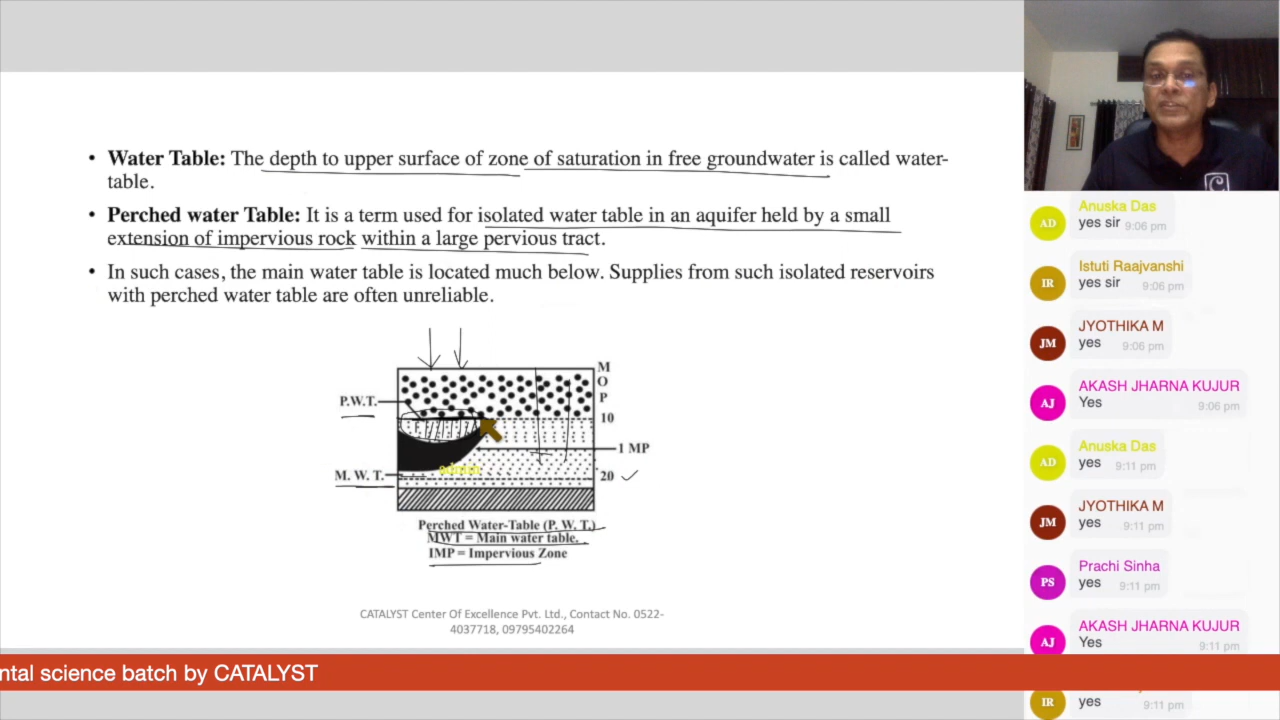 • Water Table: The depth to upper surface of zone of saturation in free groundwater is called water-
table.
• Perched water Table: It is a term used for isolated water table in an aquifer held by a small
extension of impervious rock within a large pervious tract.
• In such cases, the main water table is located much below. Supplies from such isolated reservoirs
with perched water table are often unreliable.
M
O
P
P.W.T.
10
1 MP
M. W. T.
20
Perched Water-Table (P. W. T.)
MWT = Main water table.
IMP = Impervious Zone
CATALYST Center Of Excellence Pvt. Ltd., Contact No. 0522-
4037718, 09795402264
ntal science batch by CATALYST
C
AD
Anuska Das
yes sir 9:06 pm
IR
Istuti Raajvanshi
yes sir 9:06 pm
JM
JYOTHIKA M
yes 9:06 pm
AJ
AKASH JHARNA KUJUR
Yes 9:06 pm
AD
Anuska Das
yes 9:11 pm
JM
JYOTHIKA M
yes 9:11 pm
PS
Prachi Sinha
yes 9:11 pm
AJ
AKASH JHARNA KUJUR
Yes 9:11 pm
IR
yes 9:11 pm